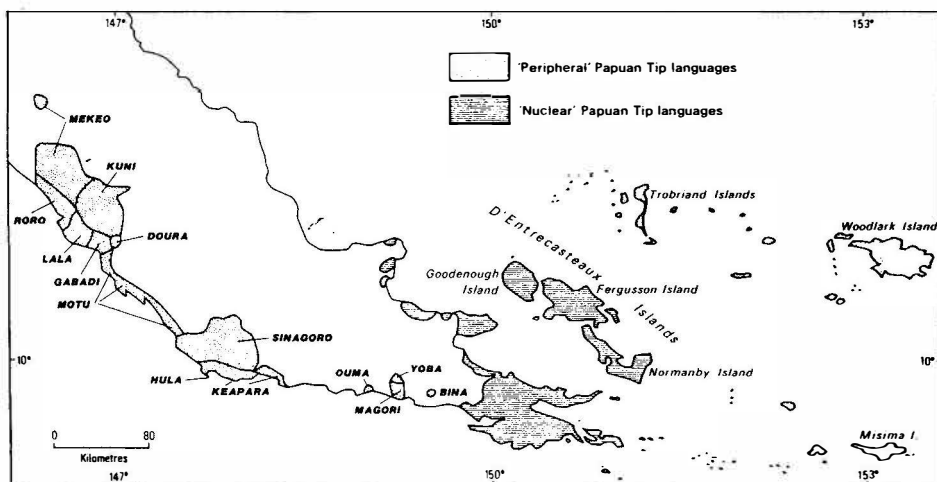 147°
150°
153°
'Peripheral' Papuan Tip languages
'Nuclear' Papuan Tip languages
MEKEO
KUNI
RORO
DOURA
LALA
GABADI
MOTU
Trobriand Islands
Woodlark Island
D'Entrecasteaux
Islands
Goodenough
Island
Fergusson Island
SINAGORO
10°
10°
Normanby Island
HULA
KEAPARA
OUMA
YOBA
MAGORI
BINA
0
80
Kilometres
Misima I.
147°
150°
153°